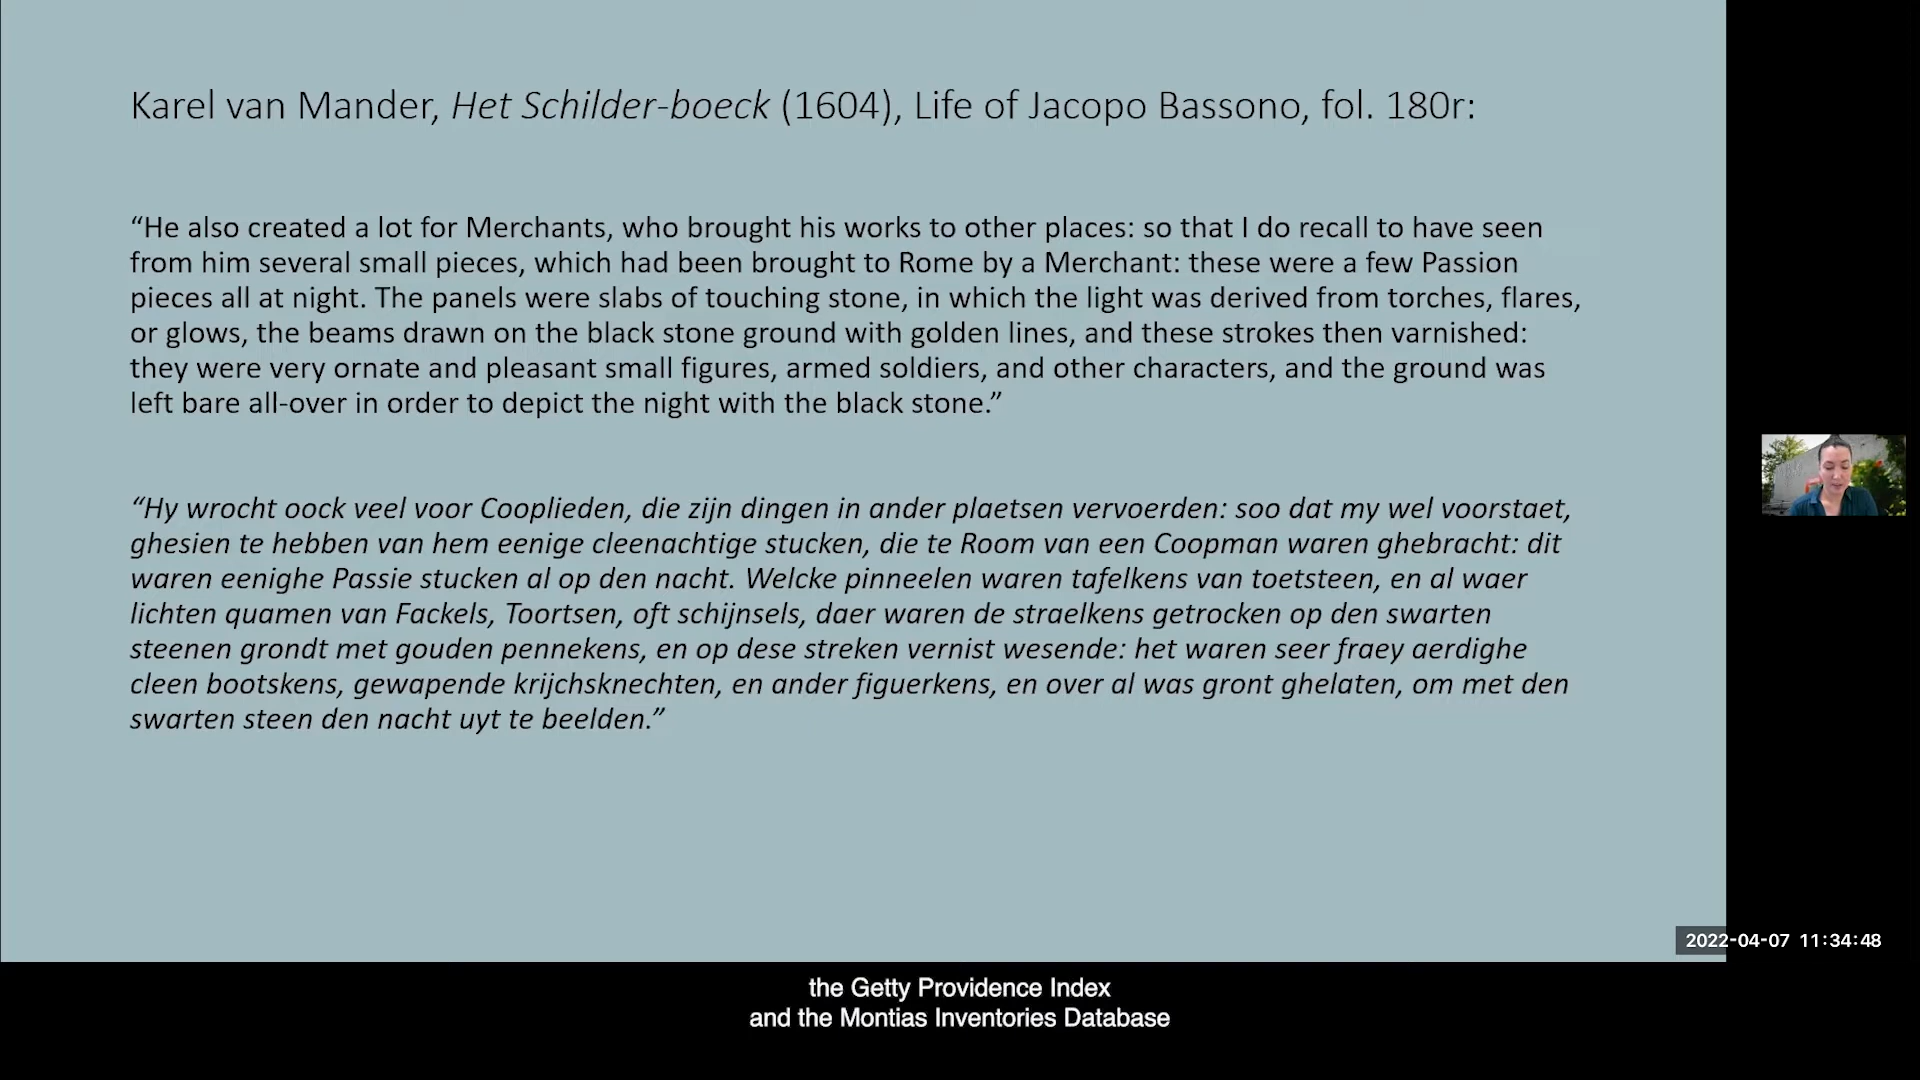 Karel van Mander, Het Schilder-boeck (1604), Life of Jacopo Bassono, fol. 180r:
“He also created a lot for Merchants, who brought his works to other places: so that I do recall to have seen
from him several small pieces, which had been brought to Rome by a Merchant: these were a few Passion
pieces all at night. The panels were slabs of touching stone, in which the light was derived from torches, flares,
or glows, the beams drawn on the black stone ground with golden lines, and these strokes then varnished:
they were very ornate and pleasant small figures, armed soldiers, and other characters, and the ground was
left bare all-over in order to depict the night with the black stone.”
“Hy wrocht oock veel voor Cooplieden, die zijn dingen in ander plaetsen vervoerden: soo dat my wel voorstaet,
ghesien te hebben van hem eenige cleenachtige stucken, die te Room van een Coopman waren ghebracht: dit
waren eenighe Passie stucken al op den nacht. Welcke pinneelen waren tafelkens van toetsteen, en al waer
lichten quamen van Fackels, Toortsen, oft schijnsels, daer waren de straelkens getrocken op den swarten
steenen grondt met gouden pennekens, en op dese streken vernist wesende: het waren seer fraey aerdighe
cleen bootskens, gewapende krijchsknechten, en ander figuerkens, en over al was gront ghelaten, om met den
swarten steen den nacht uyt te beelden.”
2022-04-07 11:34:48
the Getty Providence Index
and the Montias Inventories Database